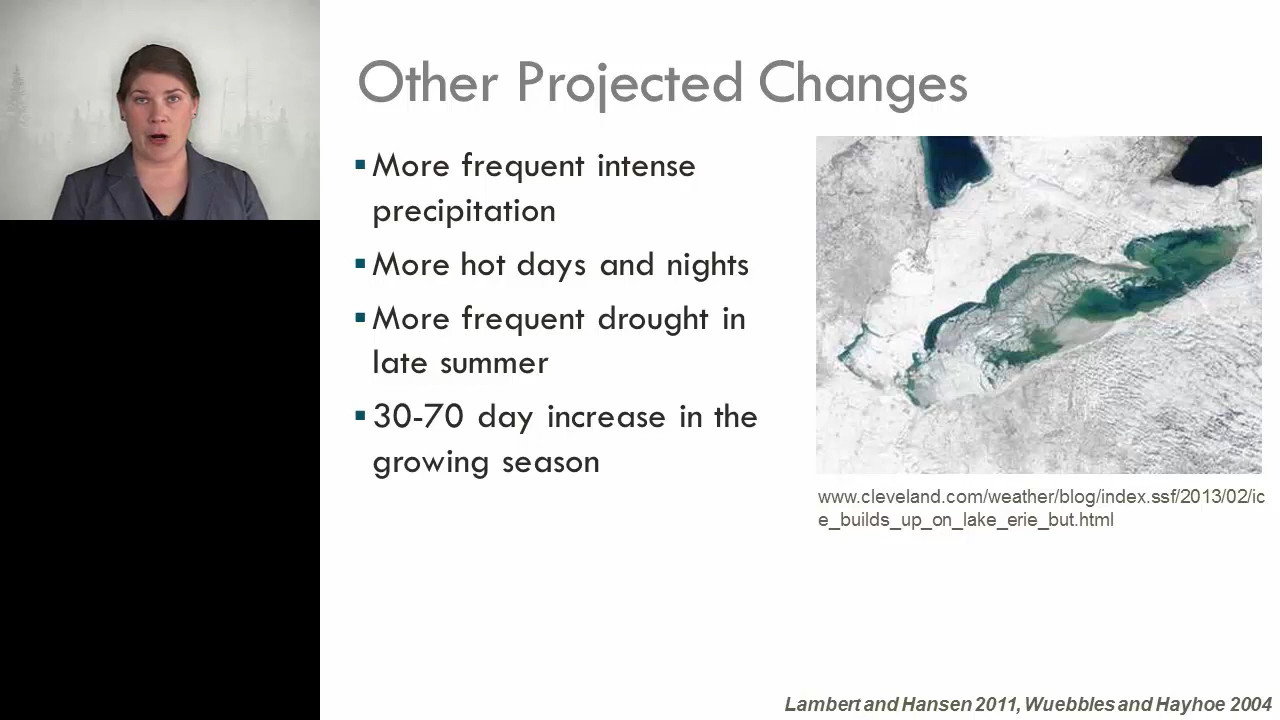 Other Projected Changes
▪ More frequent intense
precipitation
▪ More hot days and nights
▪ More frequent drought in
late summer
▪ 30-70 day increase in the
growing season
www.cleveland.com/weather/blog/index.ssf/2013/02/ic
e_builds_up_on_lake_erie_but.html
Lambert and Hansen 2011, Wuebbles and Hayhoe 2004